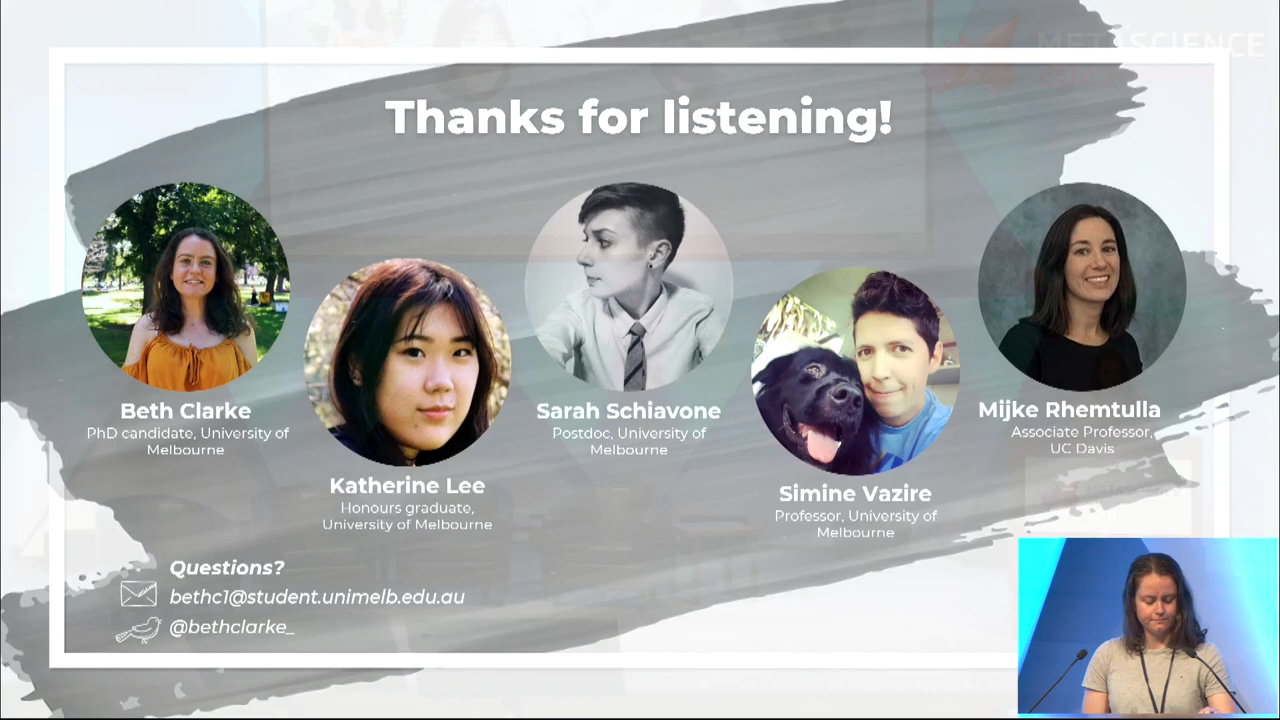 METASCIENCE
Thanks for listening!
Beth Clarke
PhD candidate, University of
Melbourne
Katherine Lee
Honours graduate,
University of Melbourne
Sarah Schiavone
Postdoc, University of
Melbourne
Simine Vazire
Professor, University of
Melbourne
Mijke Rhemtulla
Associate Professor,
UC Davis
Questions?
bethc1@student.unimelb.edu.au
@bethclarke_